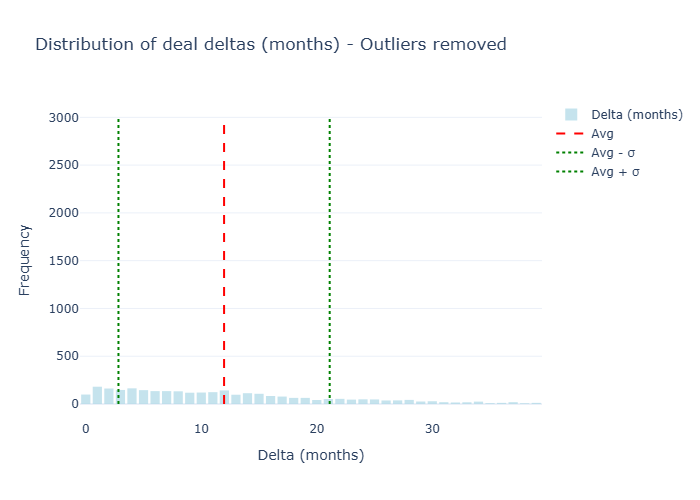 Distribution of deal deltas (months) - Outliers removed
3000
2500
2000
1500
1000
500
0
Frequency
0 10 20 30
Delta (months)
Delta (months)
Avg
Avg - σ
Avg + σ